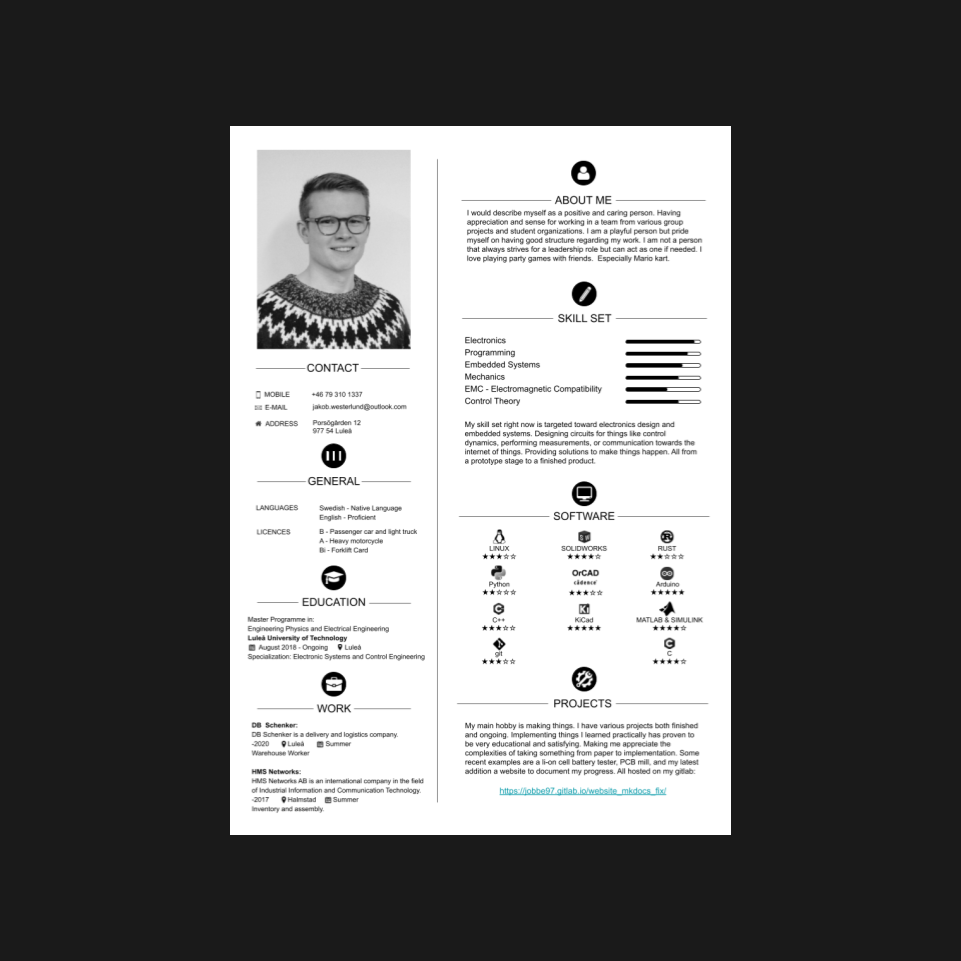 CONTACT
MOBILE +46 79 310 1337
E-MAIL jakob.westerlund@outlook.com
ADDRESS Porsögården 12
977 54 Luleå
GENERAL
LANGUAGES Swedish - Native Language
English - Proficient
LICENCES B - Passenger car and light truck
A - Heavy motorcycle
Bi - Forklift Card
EDUCATION
Master Programme in:
Engineering Physics and Electrical Engineering
Luleå University of Technology
August 2018 - Ongoing Luleå
Specialization: Electronic Systems and Control Engineering
WORK
DB Schenker:
DB Schenker is a delivery and logistics company.
-2020 Luleå Summer
Warehouse Worker
HMS Networks:
HMS Networks AB is an international company in the field
of Industrial Information and Communication Technology.
-2017 Halmstad Summer
Inventory and assembly.
ABOUT ME
I would describe myself as a positive and caring person. Having
appreciation and sense for working in a team from various group
projects and student organizations. I am a playful person but pride
myself on having good structure regarding my work. I am not a person
that always strives for a leadership role but can act as one if needed. I
love playing party games with friends. Especially Mario kart.
SKILL SET
Electronics
Programming
Embedded Systems
Mechanics
EMC - Electromagnetic Compatibility
Control Theory
My skill set right now is targeted toward electronics design and
embedded systems. Designing circuits for things like control
dynamics, performing measurements, or communication towards the
internet of things. Providing solutions to make things happen. All from
a prototype stage to a finished product.
SOFTWARE
LINUX SOLIDWORKS RUST
★★★☆☆ ★★★★☆ ★★☆☆☆
OrCAD
cādence
Python Arduino
★★☆☆☆ ★★★☆☆ ★★★★★
C++ KiCad MATLAB & SIMULINK
★★★☆☆ ★★★★★ ★★★★☆
git C
★★★☆☆ ★★★★☆
PROJECTS
My main hobby is making things. I have various projects both finished
and ongoing. Implementing things I learned practically has proven to
be very educational and satisfying. Making me appreciate the
complexities of taking something from paper to implementation. Some
recent examples are a li-on cell battery tester, PCB mill, and my latest
addition a website to document my progress. All hosted on my gitlab:
https://jobbe97.gitlab.io/website_mkdocs_flx/